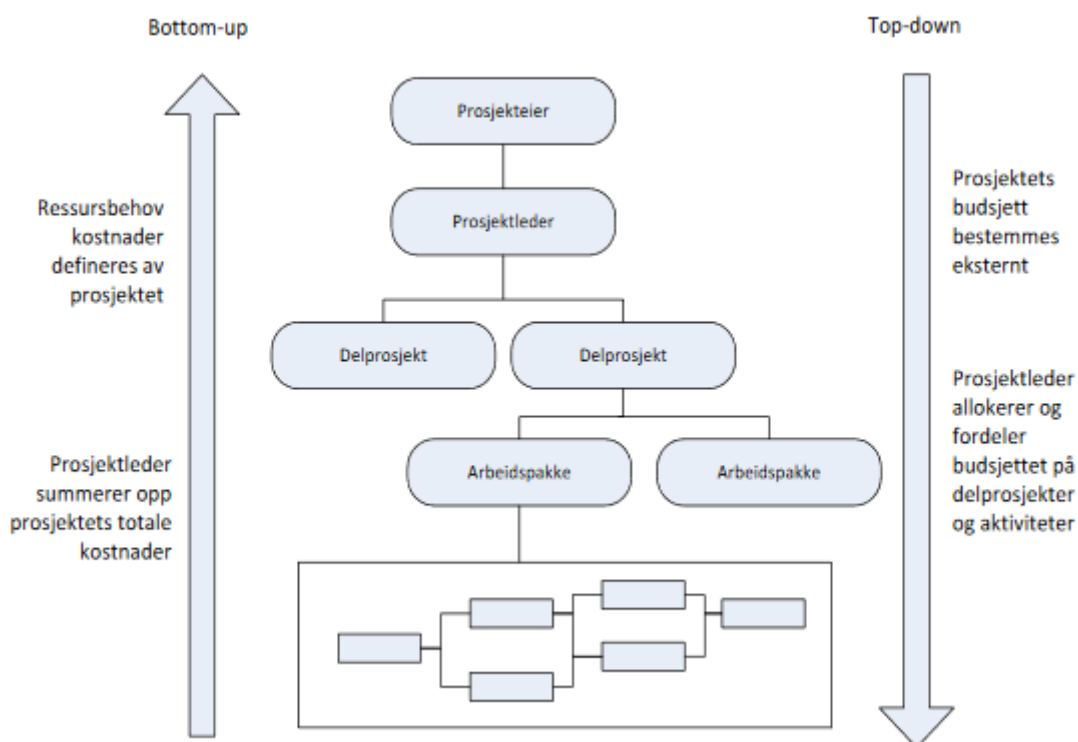 Bottom-up
Top-down
Prosjekteier
Prosjektleder
Ressursbehov
kostnader
defineres av
prosjektet
Prosjektets
budsjett
bestemmes
eksternt
Delprosjekt
Delprosjekt
Prosjektleder
summerer opp
prosjektets totale
kostnader
Arbeidspakke
Arbeidspakke
Prosjektleder
allokerer og
fordeler
budsjettet på
delprosjekter
og aktiviteter